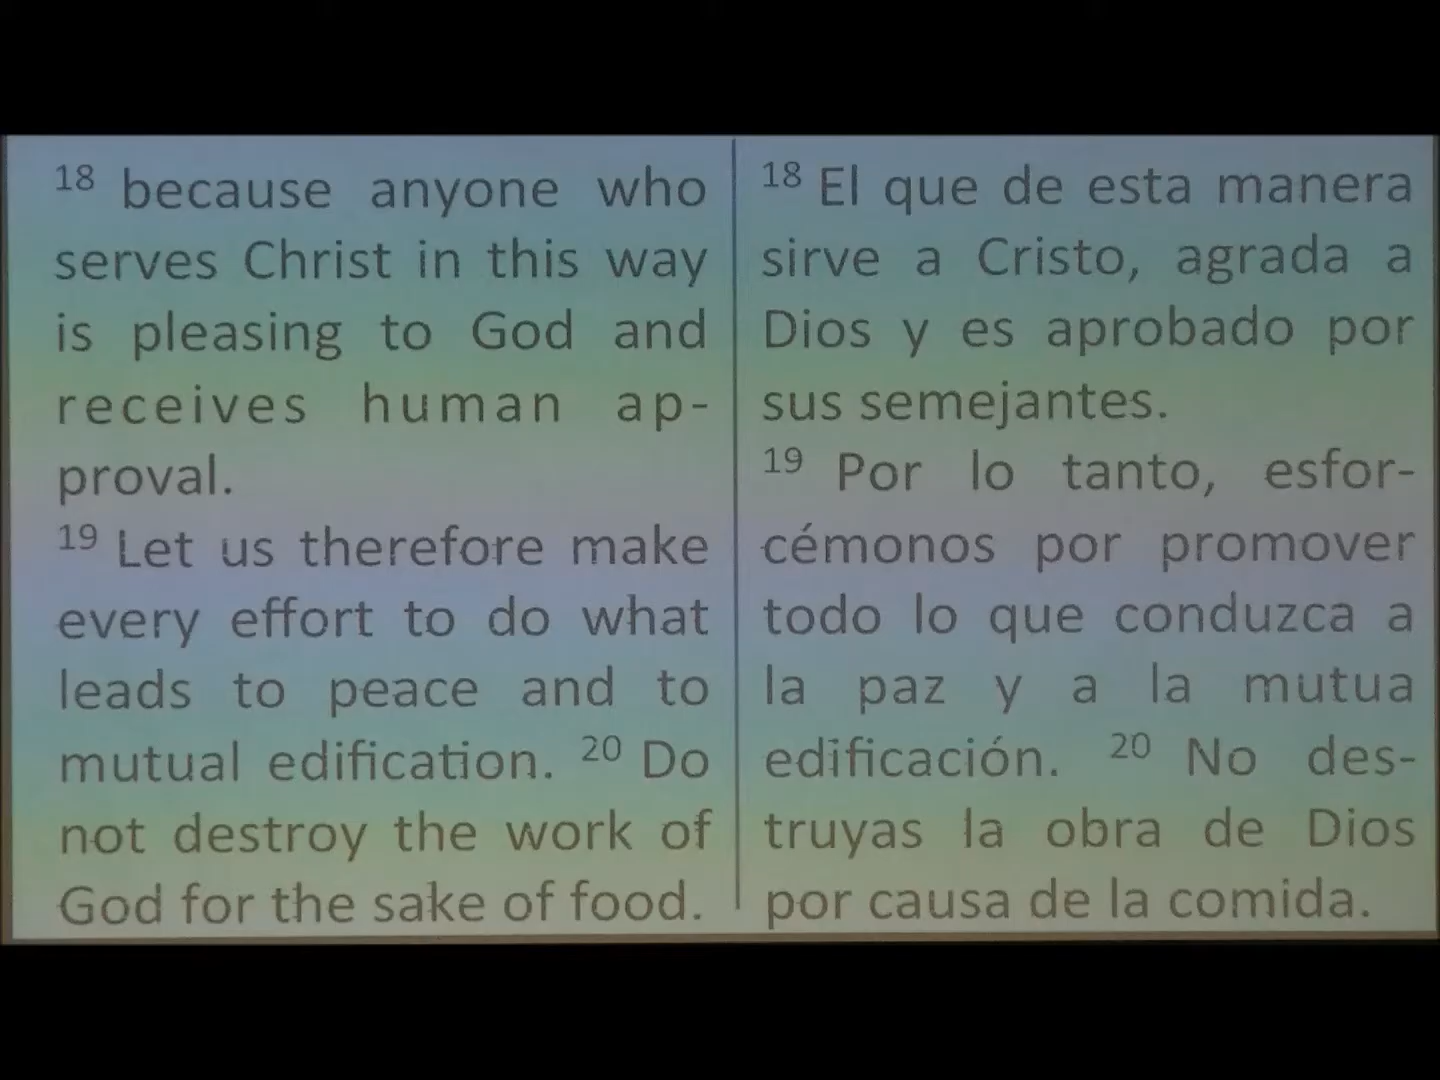 18 because anyone who
serves Christ in this way
is pleasing to God and
receives human ap-
proval.
19 Let us therefore make
every effort to do what
leads to peace and to
mutual edification. 20 Do
not destroy the work of
God for the sake of food.
18 El que de esta manera
sirve a Cristo, agrada a
Dios y es aprobado por
sus semejantes.
19 Por lo tanto, esfor-
cémonos por promover
todo lo que conduzca a
la paz y a la mutua
edificación. 20 No des-
truyas la obra de Dios
por causa de la comida.